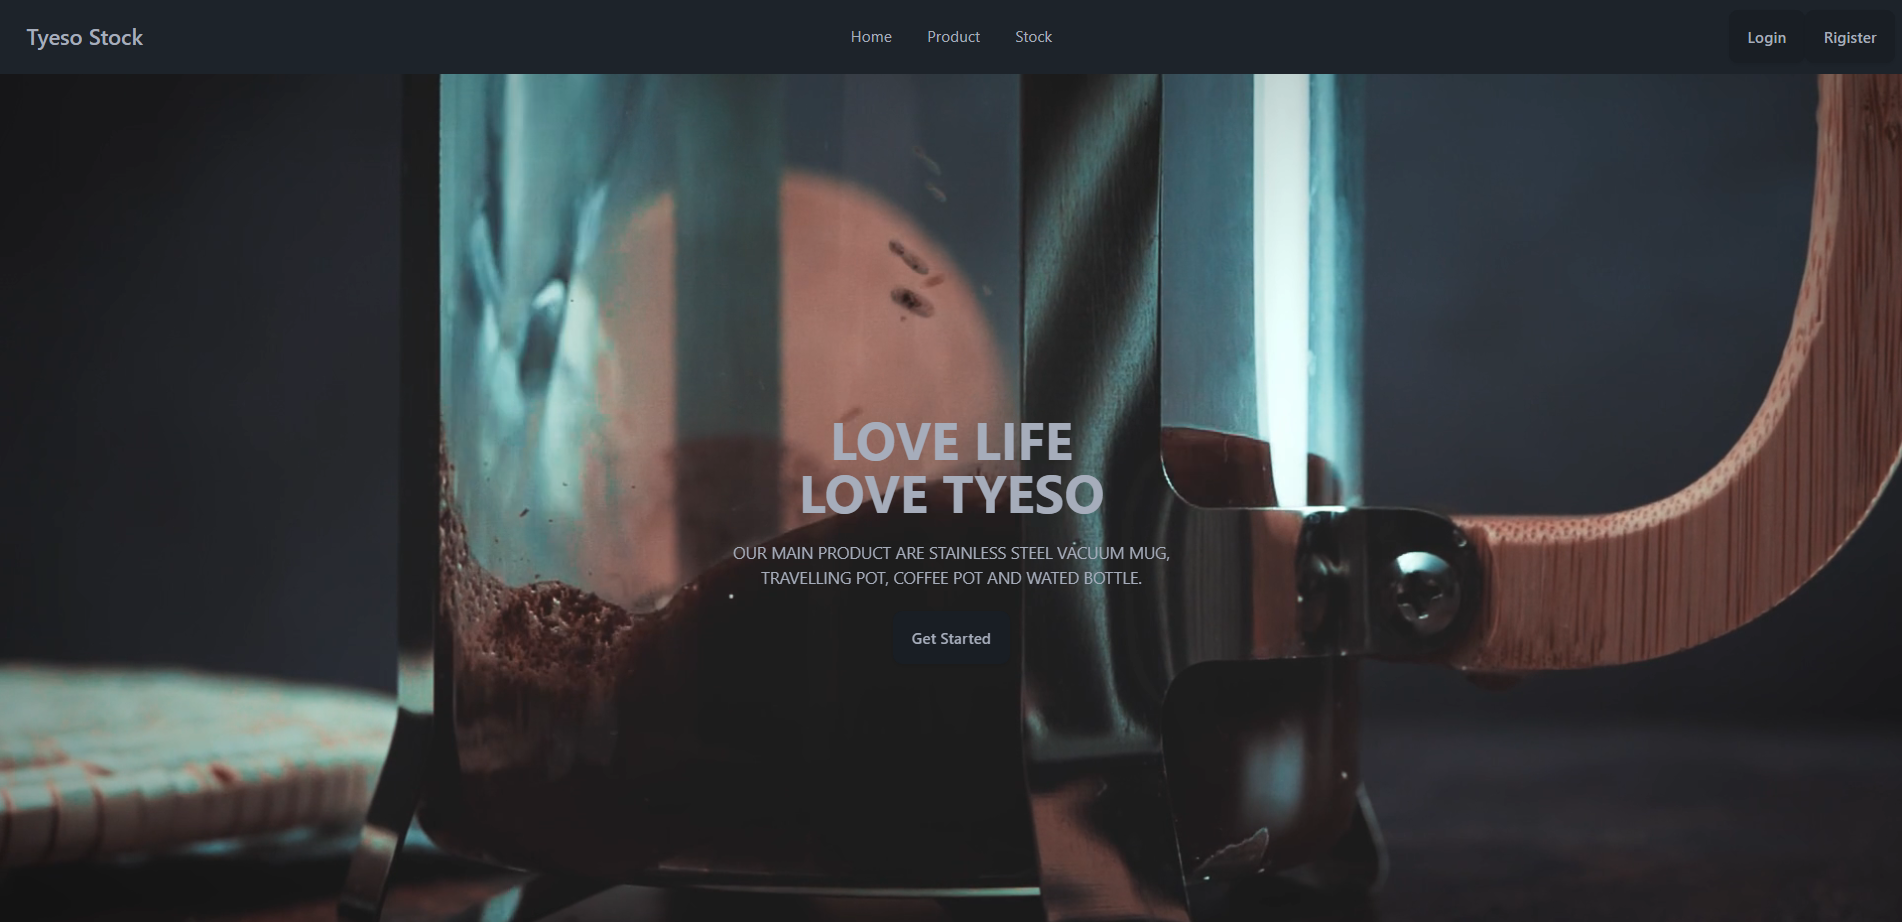 Tyeso Stock
Home Product Stock
Login Rigister
LOVE LIFE
LOVE TYESO
OUR MAIN PRODUCT ARE STAINLESS STEEL VACUUM MUG,
TRAVELLING POT, COFFEE POT AND WATED BOTTLE.
Get Started